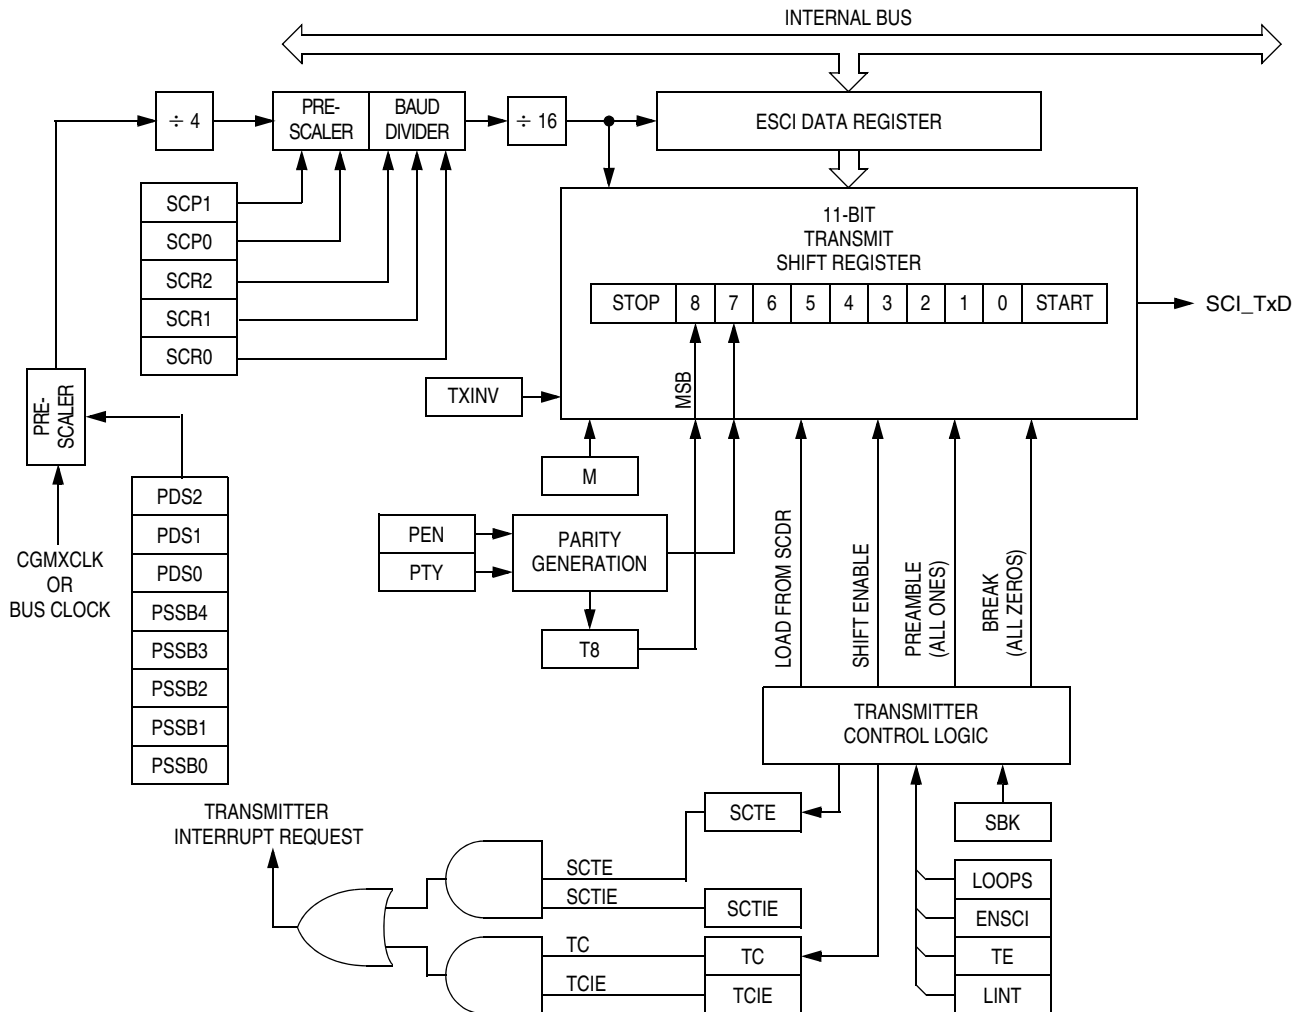 INTERNAL BUS
÷ 4
PRE-
SCALER
BAUD
DIVIDER
÷ 16
ESCI DATA REGISTER
SCP1
SCP0
SCR2
SCR1
SCR0
11-BIT
TRANSMIT
SHIFT REGISTER
STOP 8 7 6 5 4 3 2 1 0 START
SCI_TxD
TXINV
MSB
M
PRE-
SCALER
CGMXCLK
OR
BUS CLOCK
PDS2
PDS1
PDS0
PSSB4
PSSB3
PSSB2
PSSB1
PSSB0
PEN
PTY
PARITY
GENERATION
T8
LOAD FROM SCDR
SHIFT ENABLE
PREAMBLE
(ALL ONES)
BREAK
(ALL ZEROS)
TRANSMITTER
CONTROL LOGIC
TRANSMITTER
INTERRUPT REQUEST
SCTE
SCTE
SCTIE
SCTIE
TC
TC
TCIE
TCIE
SBK
LOOPS
ENSCI
TE
LINT